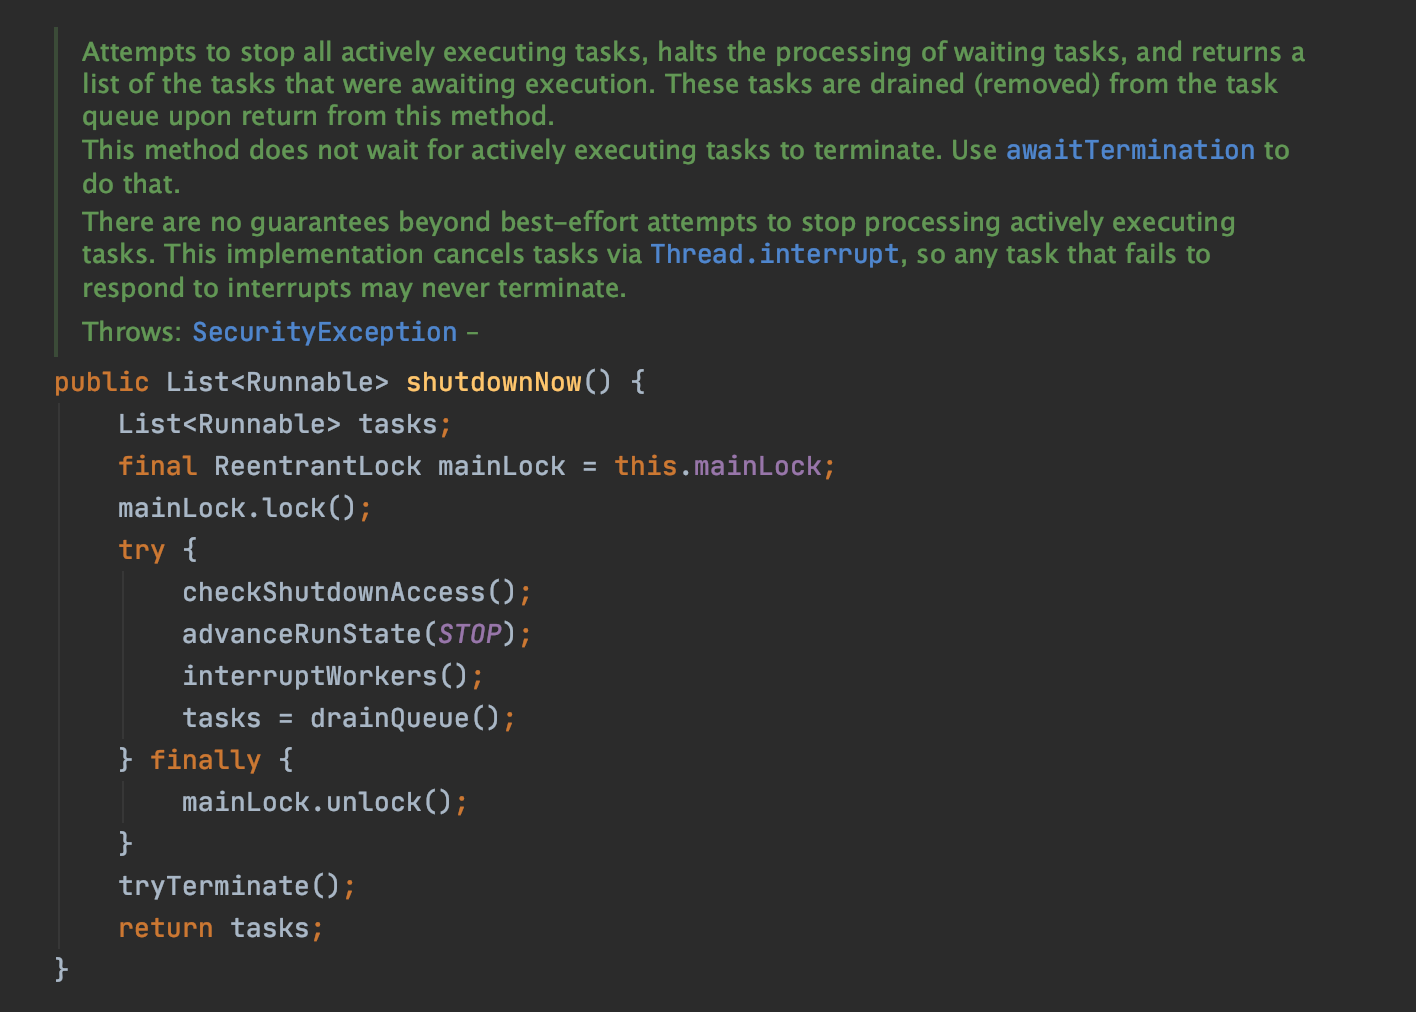 Attempts to stop all actively executing tasks, halts the processing of waiting tasks, and returns a
list of the tasks that were awaiting execution. These tasks are drained (removed) from the task
queue upon return from this method.
This method does not wait for actively executing tasks to terminate. Use awaitTermination to
do that.
There are no guarantees beyond best-effort attempts to stop processing actively executing
tasks. This implementation cancels tasks via Thread.interrupt, so any task that fails to
respond to interrupts may never terminate.
Throws: SecurityException –
public List<Runnable> shutdownNow() {
    List<Runnable> tasks;
    final ReentrantLock mainLock = this.mainLock;
    mainLock.lock();
    try {
        checkShutdownAccess();
        advanceRunState(STOP);
        interruptWorkers();
        tasks = drainQueue();
    } finally {
        mainLock.unlock();
    }
    tryTerminate();
    return tasks;
}